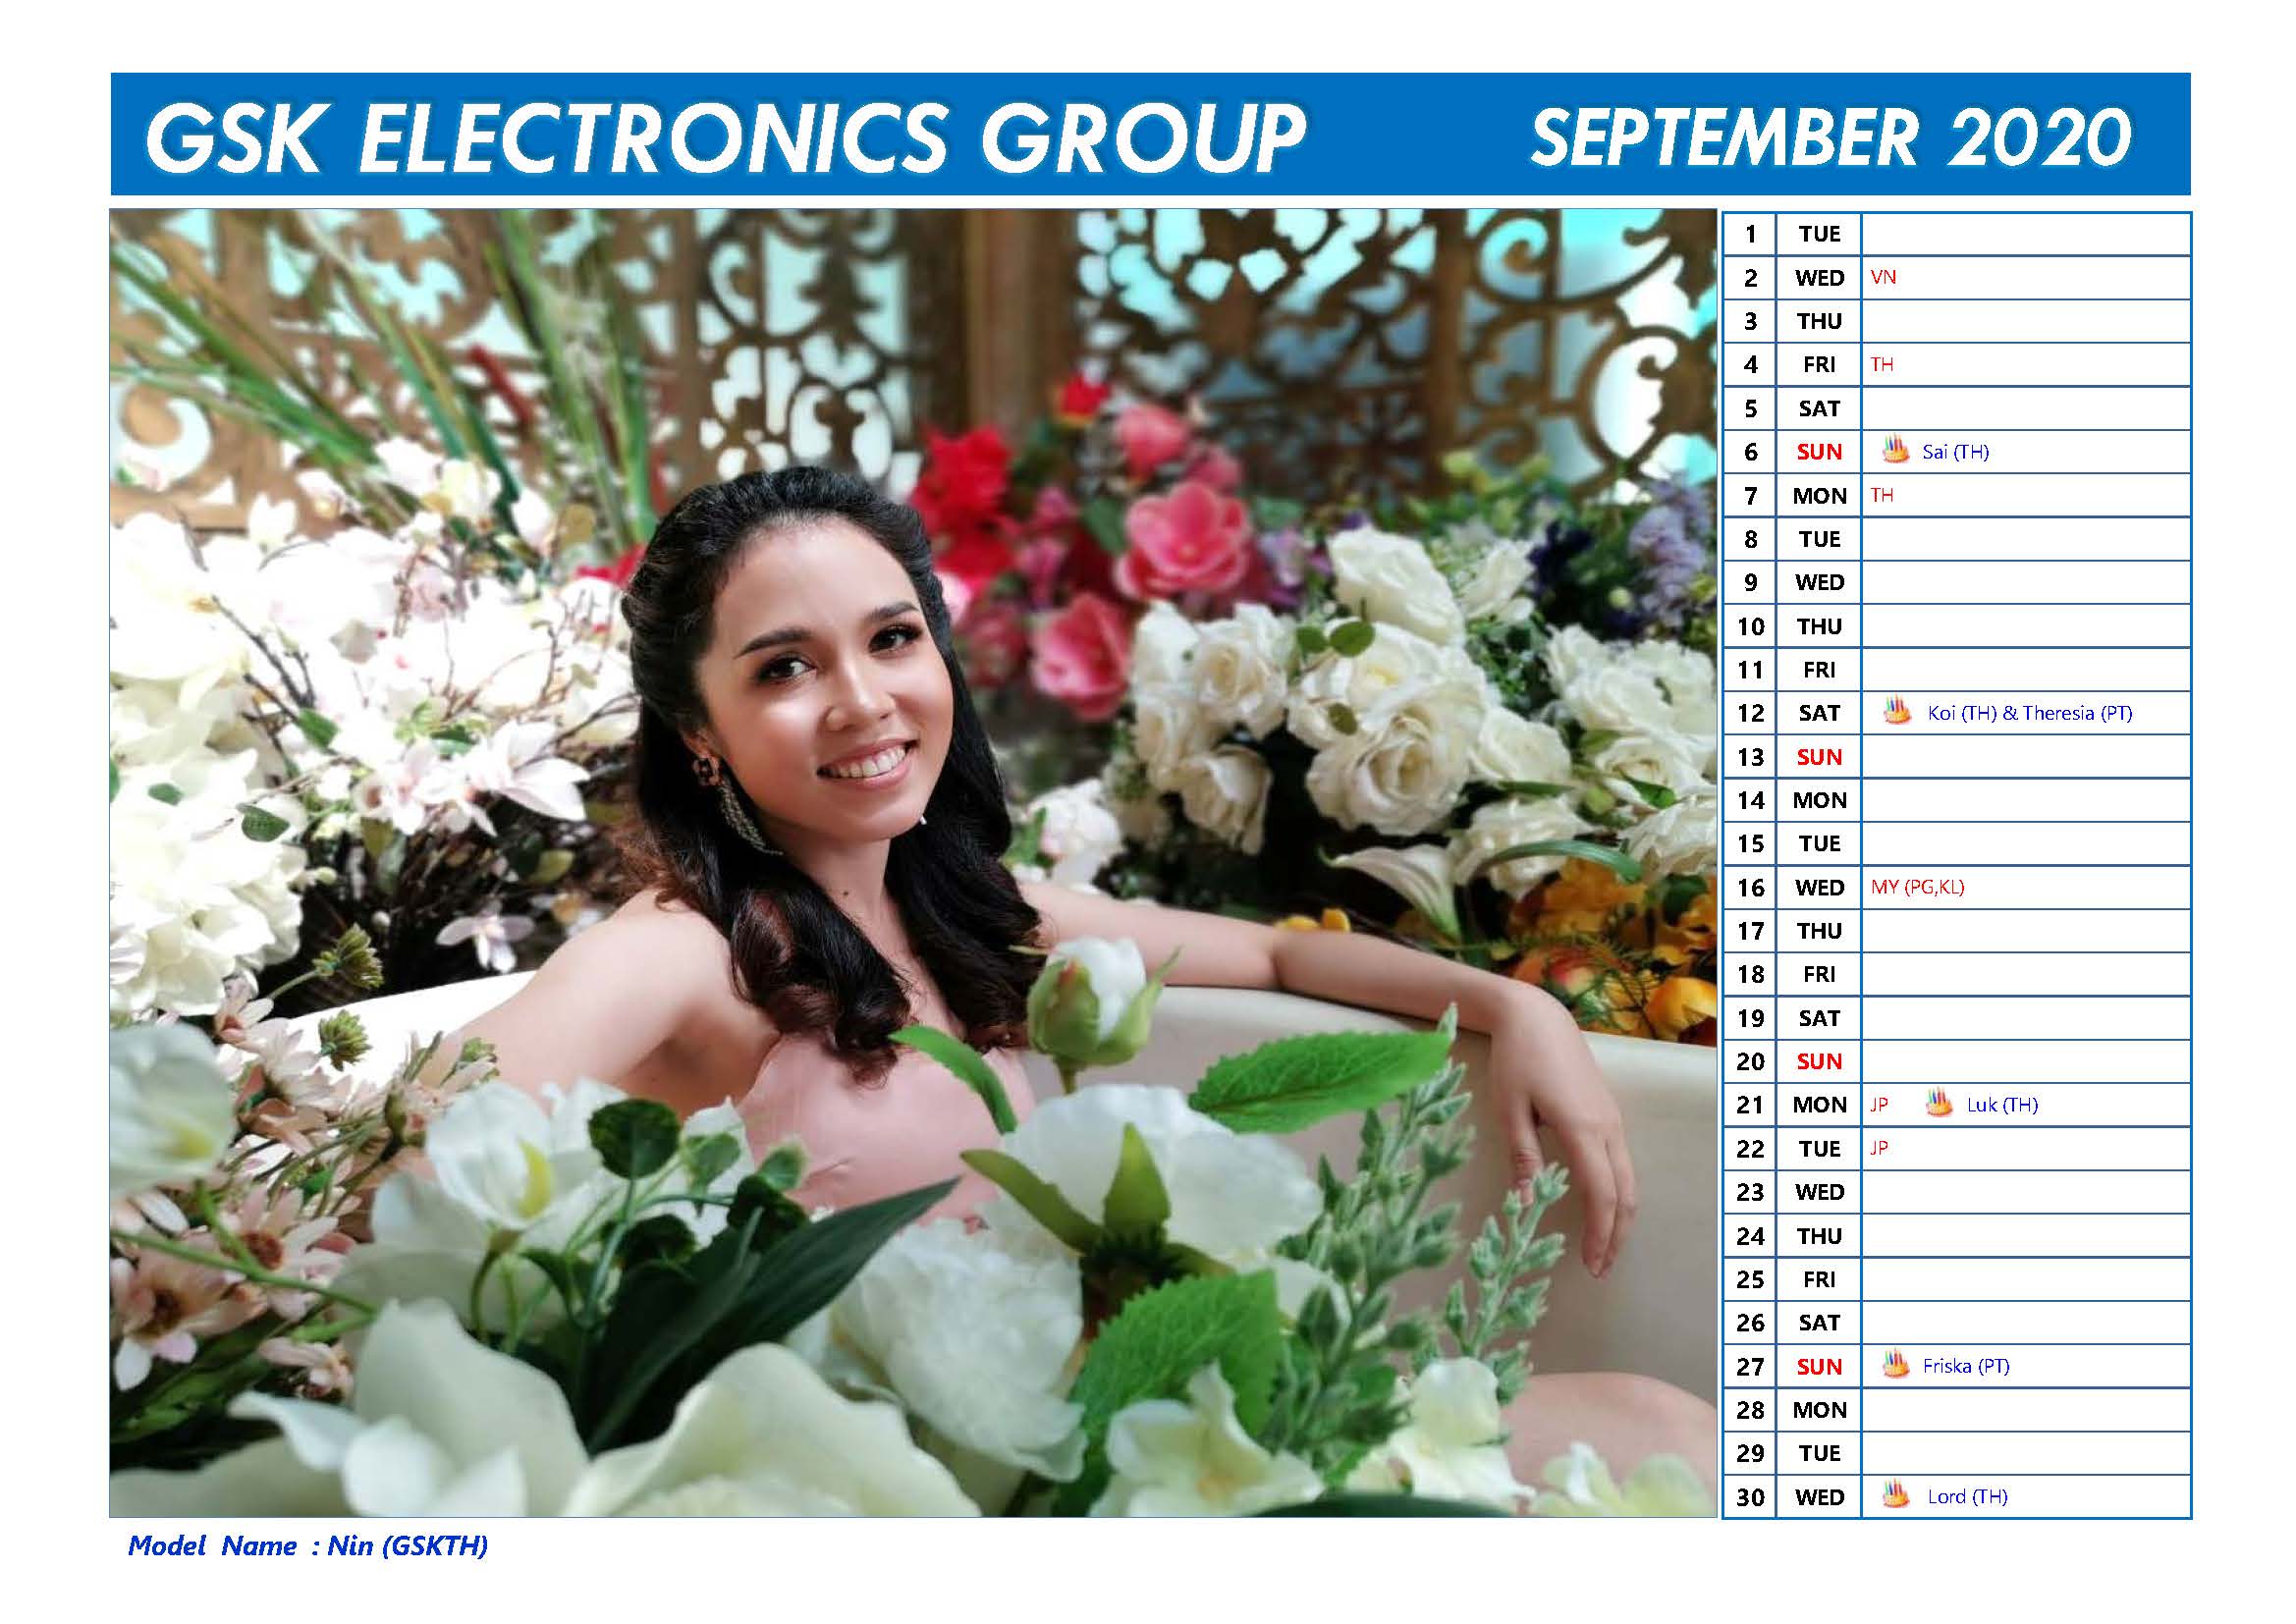 GSK ELECTRONICS GROUP SEPTEMBER 2020
1 TUE
2 WED VN
3 THU
4 FRI TH
5 SAT
6 SUN Sai (TH)
7 MON TH
8 TUE
9 WED
10 THU
11 FRI
12 SAT Koi (TH) & Theresia (PT)
13 SUN
14 MON
15 TUE
16 WED MY (PG,KL)
17 THU
18 FRI
19 SAT
20 SUN
21 MON JP Luk (TH)
22 TUE JP
23 WED
24 THU
25 FRI
26 SAT
27 SUN Friska (PT)
28 MON
29 TUE
30 WED Lord (TH)
Model Name : Nin (GSKTH)